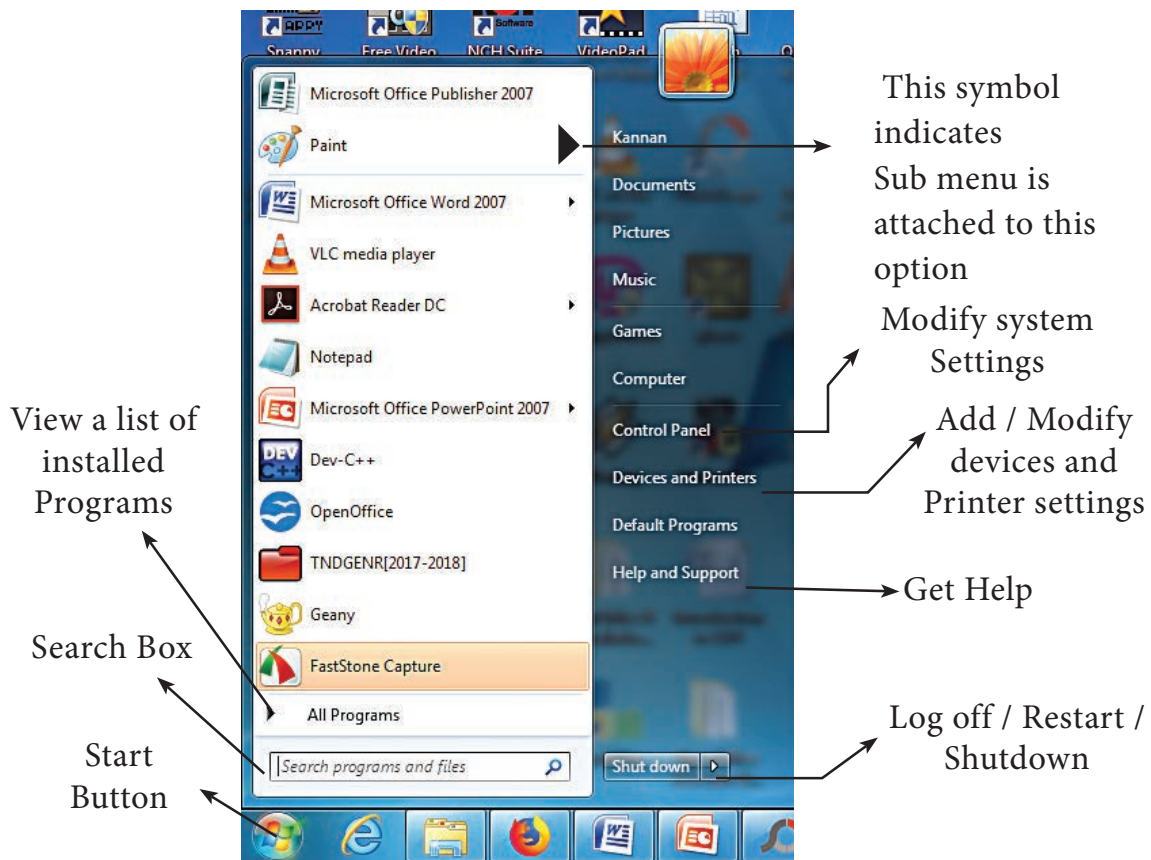 APPY
Software
Snappy
Free Video
NCH Suite
VideoPad
Microsoft Office Publisher 2007
Paint
Microsoft Office Word 2007
VLC media player
Acrobat Reader DC
Notepad
Microsoft Office PowerPoint 2007
DEV
C++
Dev-C++
OpenOffice
TNDGENR[2017-2018]
Geany
FastStone Capture
All Programs
Search programs and files
Kannan
Documents
Pictures
Music
Games
Computer
Control Panel
Devices and Printers
Default Programs
Help and Support
Shut down
View a list of
installed
Programs
Search Box
Start
Button
This symbol
indicates
Sub menu is
attached to this
option
Modify system
Settings
Add / Modify
devices and
Printer settings
Get Help
Log off / Restart /
Shutdown